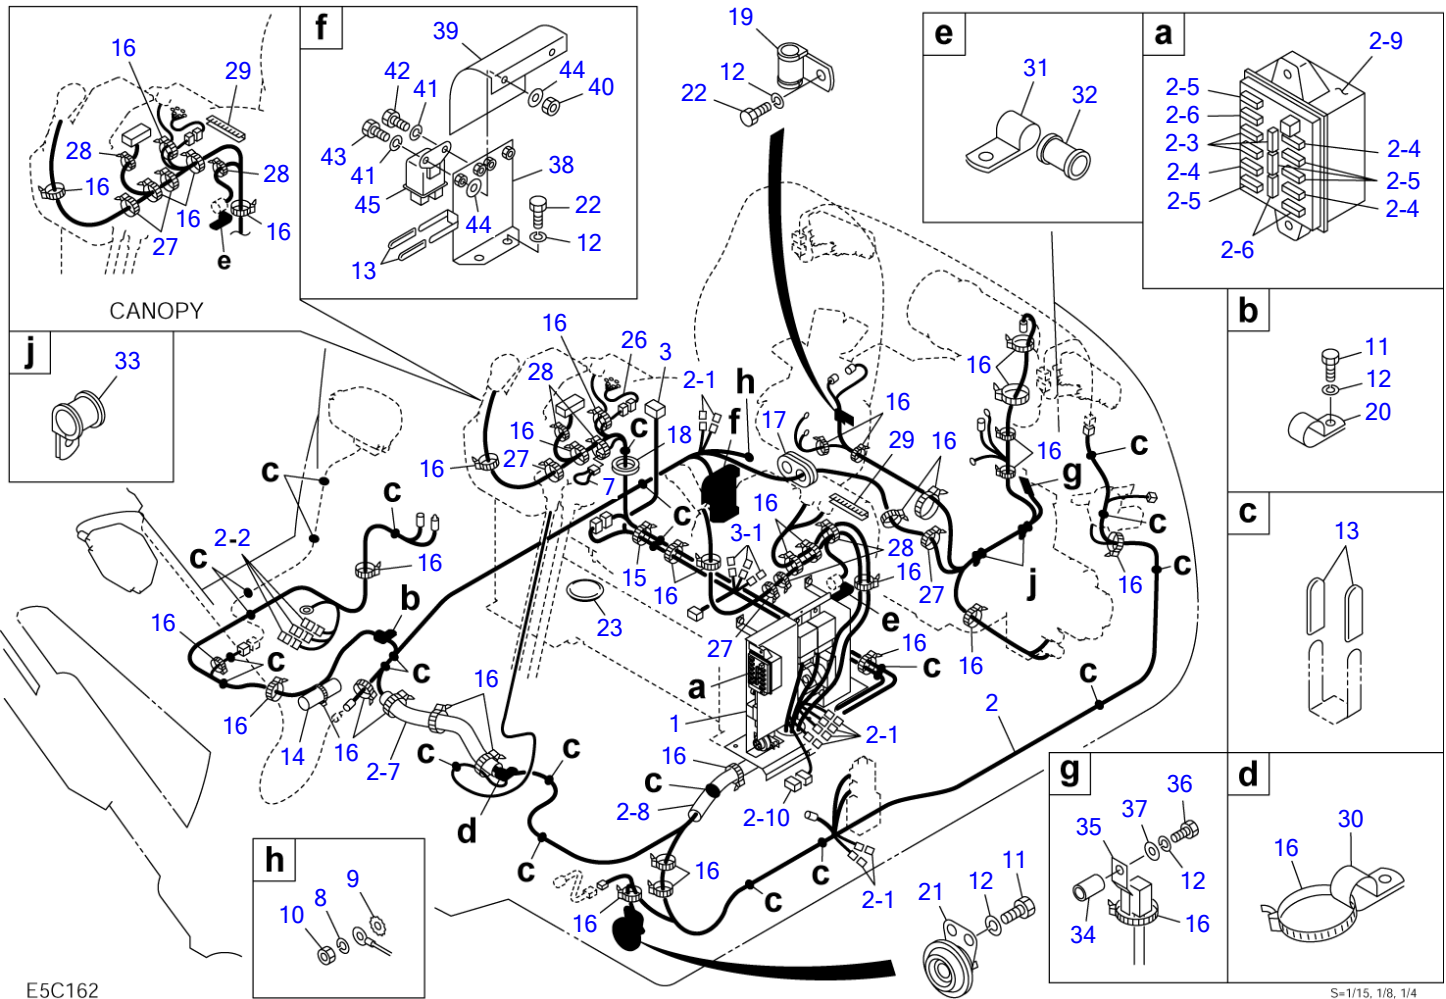 16
29
28
16
16
28
16
27
e
CANOPY
f
39
42
41
44
40
43
41
38
45
44
22
12
13
19
12
22
e
31
32
a
2-9
2-5
2-6
2-3
2-4
2-5
2-4
2-5
2-4
2-6
j
33
b
11
12
20
c
13
16
26
3
2-1
h
28
f
17
16
c
18
16
27
7
16
c
16
29
16
16
16
g
c
c
c
c
c
2-2
c
16
3-1
28
15
16
16
27
j
16
c
16
b
23
27
e
16
c
16
c
c
16
a
1
2
c
16
14
16
2-7
16
c
c
16
c
2-8
2-1
2-10
d
c
c
2-1
16
c
16
h
9
8
10
21
12
11
g
36
37
35
12
34
16
d
30
16
E5C162
S=1/15, 1/8, 1/4